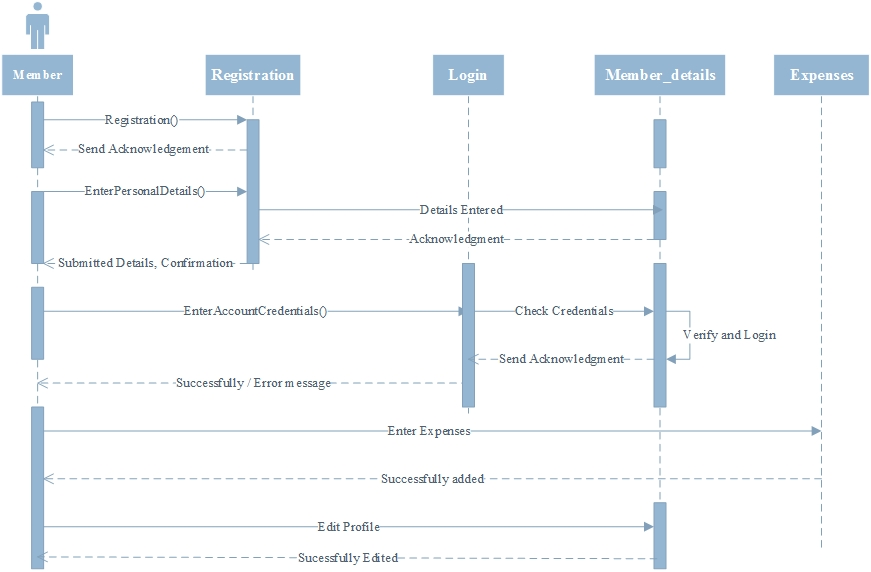 Member
Registration
Login
Member_details
Expenses
Registration()
Send Acknowledgement
EnterPersonalDetails()
Details Entered
Acknowledgment
Submitted Details, Confirmation
EnterAccountCredentials()
Check Credentials
Verify and Login
Send Acknowledgment
Successfully / Error message
Enter Expenses
Successfully added
Edit Profile
Sucessfully Edited